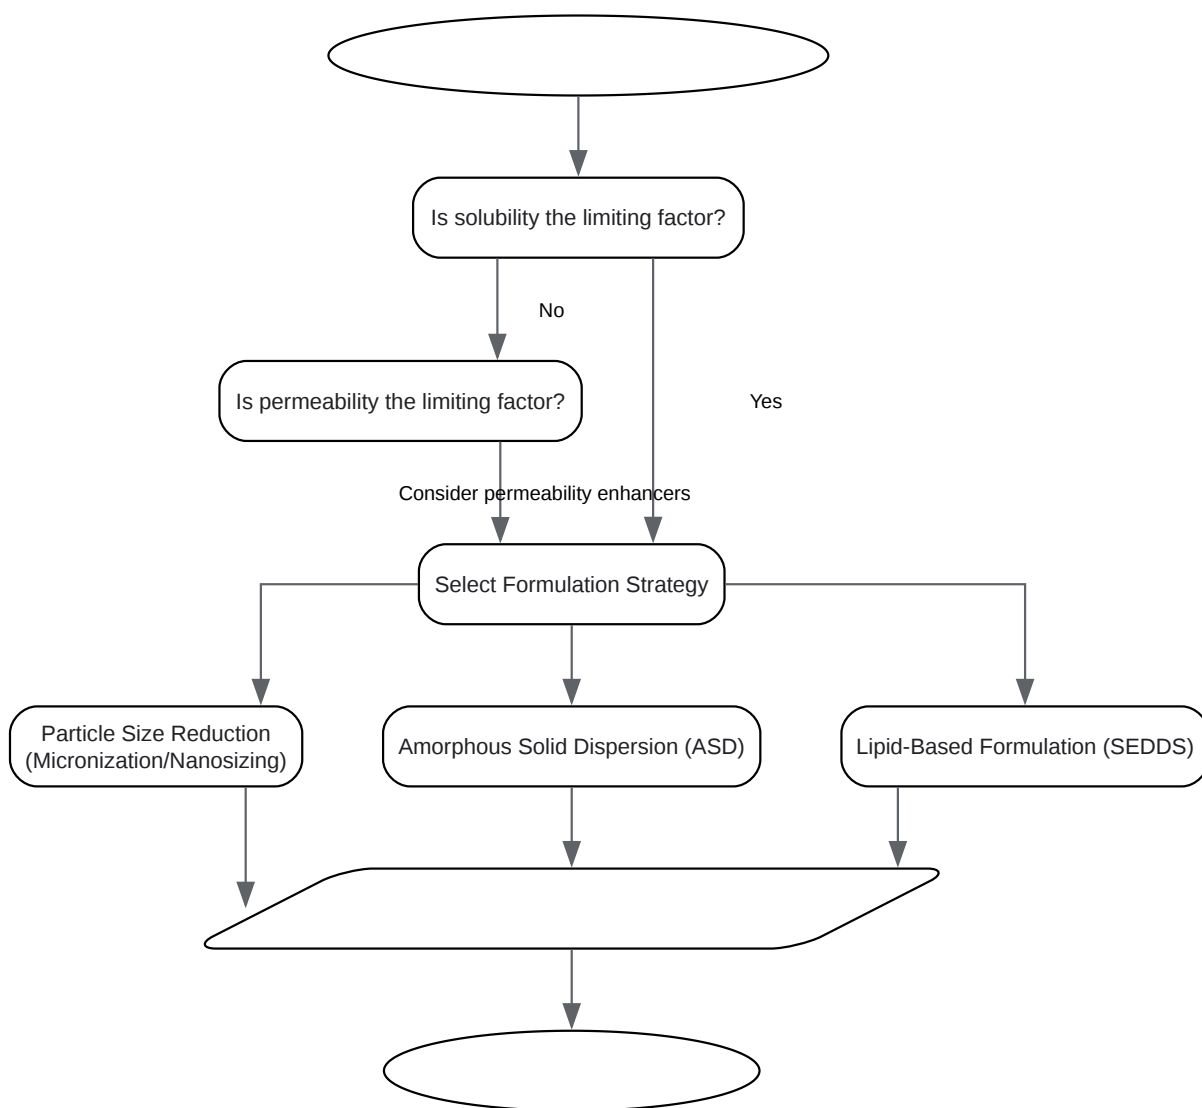 Is solubility the limiting factor?
No
Is permeability the limiting factor?
Yes
Consider permeability enhancers
Select Formulation Strategy
Particle Size Reduction
(Micronization/Nanosizing)
Amorphous Solid Dispersion (ASD)
Lipid-Based Formulation (SEDDS)